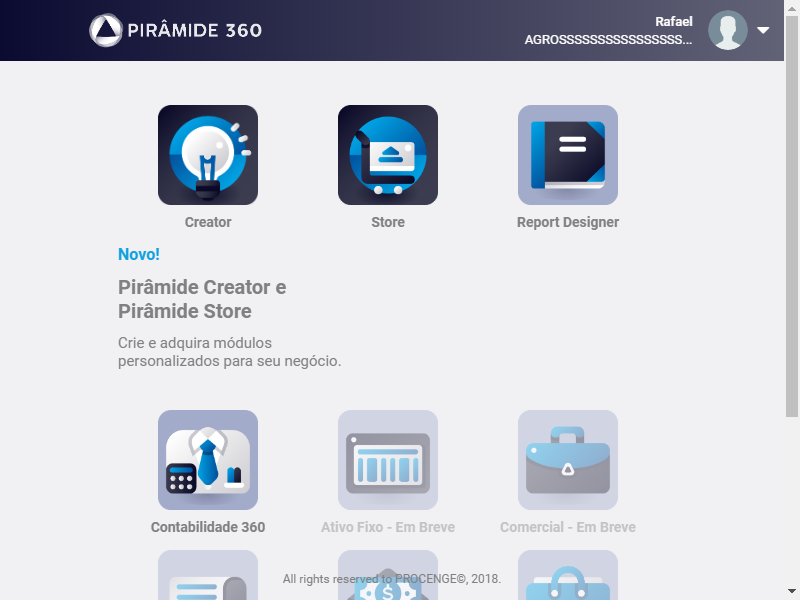 PIRÂMIDE 360
Rafael
AGROSSSSSSSSSSSSSSSS...
Creator
Store
Report Designer
Novo!
Pirâmide Creator e
Pirâmide Store
Crie e adquira módulos
personalizados para seu negócio.
Contabilidade 360
Ativo Fixo - Em Breve
Comercial - Em Breve
All rights reserved to PROCENGE©, 2018.